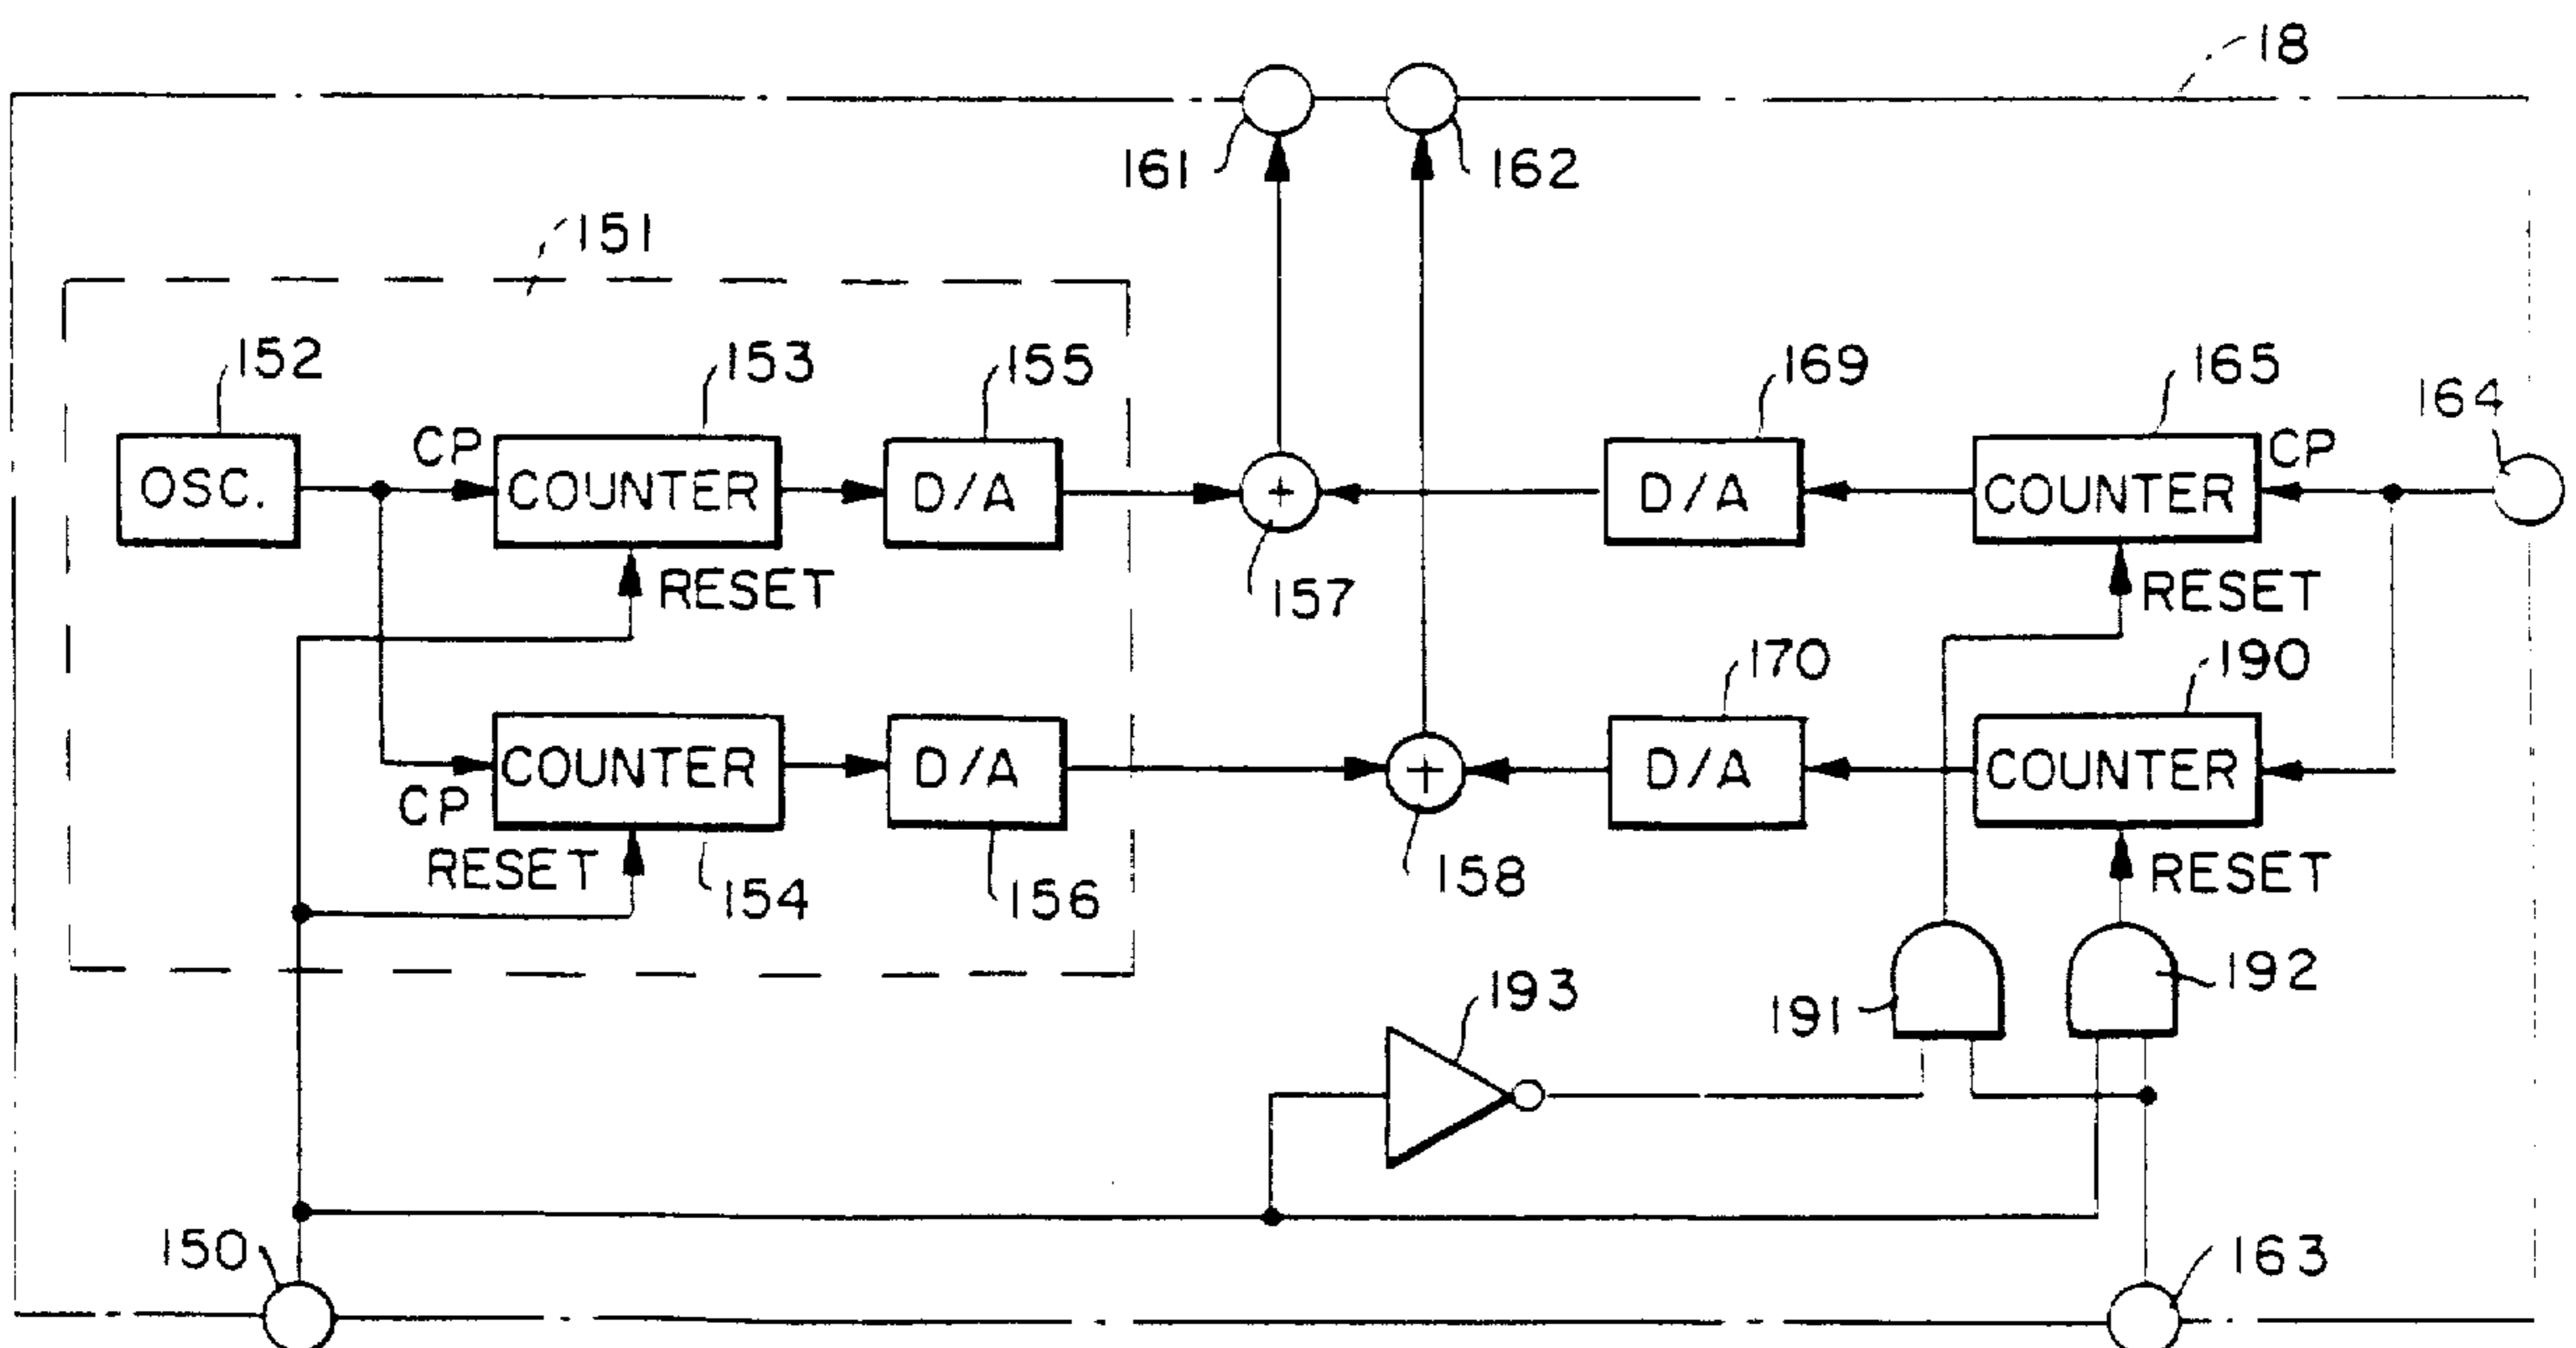 18
161
162
151
152
153
155
169
165
164
OSC.
CP
COUNTER
D/A
+
D/A
COUNTER
CP
RESET
157
RESET
170
190
COUNTER
D/A
+
D/A
COUNTER
CP
RESET
154
156
158
RESET
193
191
192
150
163